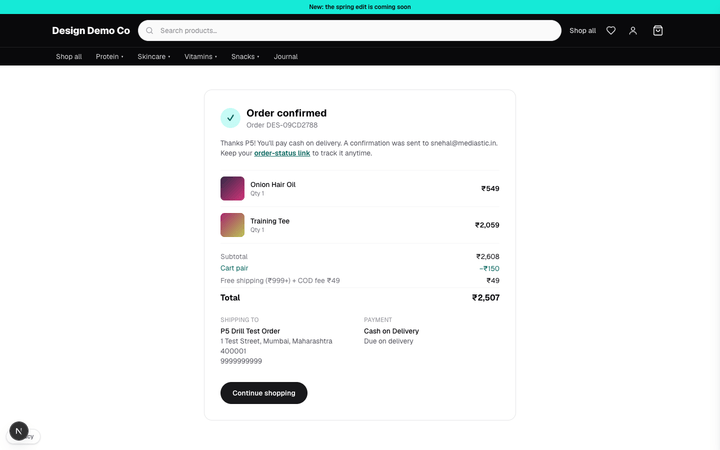 New: the spring edit is coming soon
Design Demo Co
Search products...
Shop all
Shop all
Protein
Skincare
Vitamins
Snacks
Journal
Order confirmed
Order DES-09CD2788
Thanks P5! You'll pay cash on delivery. A confirmation was sent to snehal@mediastic.in.
Keep your order-status link to track it anytime.
Onion Hair Oil
Qty 1
₹549
Training Tee
Qty 1
₹2,059
Subtotal ₹2,608
Cart pair −₹150
Free shipping (₹999+) + COD fee ₹49 ₹49
Total ₹2,507
SHIPPING TO
P5 Drill Test Order
1 Test Street, Mumbai, Maharashtra
400001
9999999999
PAYMENT
Cash on Delivery
Due on delivery
Continue shopping
N